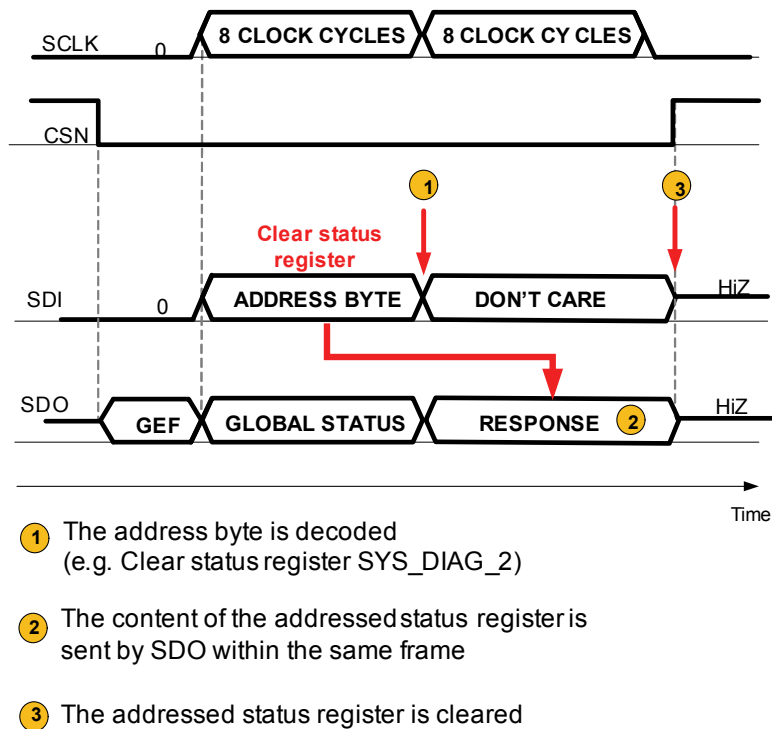 SCLK 0 8 CLOCK CYCLES 8 CLOCK CY CLES
CSN
1 3
Clear status
register
SDI 0 ADDRESS BYTE DON'T CARE HiZ
SDO GEF GLOBAL STATUS RESPONSE 2 HiZ
Time
1 The address byte is decoded
(e.g. Clear status register SYS_DIAG_2)
2 The content of the addressed status register is
sent by SDO within the same frame
3 The addressed status register is cleared